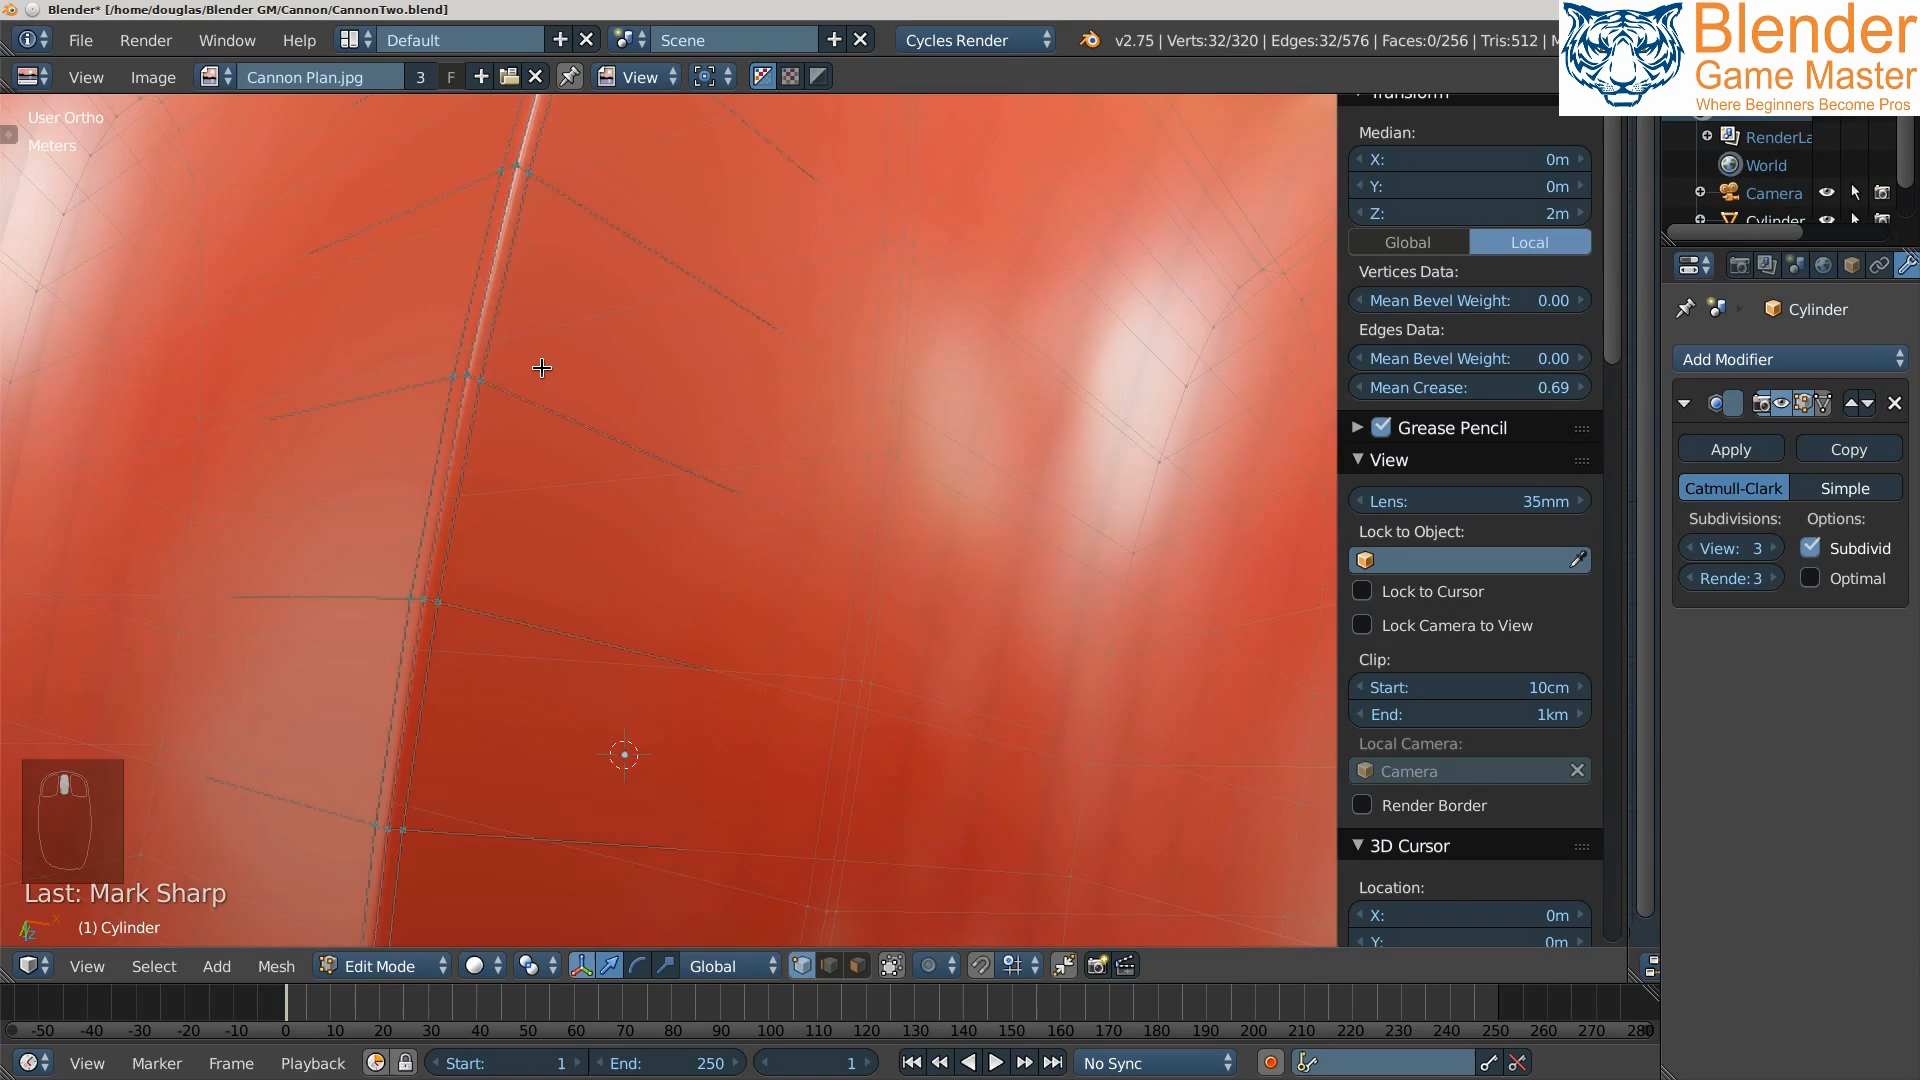 Blender* [/home/douglas/Blender GM/Cannon/CannonTwo.blend]
File Render Window Help Default Scene Cycles Render v2.75 | Verts:32/320 | Edges:32/576 | Faces:0/256 | Tris:512 | M
Blender
Game Master
Where Beginners Become Pros
View Image Cannon Plan.jpg 3 F View
User Ortho
Meters
Transform
Median:
X: 0m
Y: 0m
Z: 2m
Global Local
Vertices Data:
Mean Bevel Weight: 0.00
Edges Data:
Mean Bevel Weight: 0.00
Mean Crease: 0.69
Grease Pencil
View
Lens: 35mm
Lock to Object:
Lock to Cursor
Lock Camera to View
Clip:
Start: 10cm
End: 1km
Local Camera:
Camera
Render Border
3D Cursor
Location:
X: 0m
Y: 0m
RenderLa
World
Camera
Cylinder
Cylinder
Add Modifier
Apply Copy
Catmull-Clark Simple
Subdivisions: Options:
View: 3 Subdivid
Rende: 3 Optimal
Last: Mark Sharp
(1) Cylinder
View Select Add Mesh Edit Mode Global
-50 -40 -30 -20 -10 0 10 20 30 40 50 60 70 80 90 100 110 120 130 140 150 160 170 180 190 200 210 220 230 240 250 260 270 280
View Marker Frame Playback Start: 1 End: 250 1 No Sync